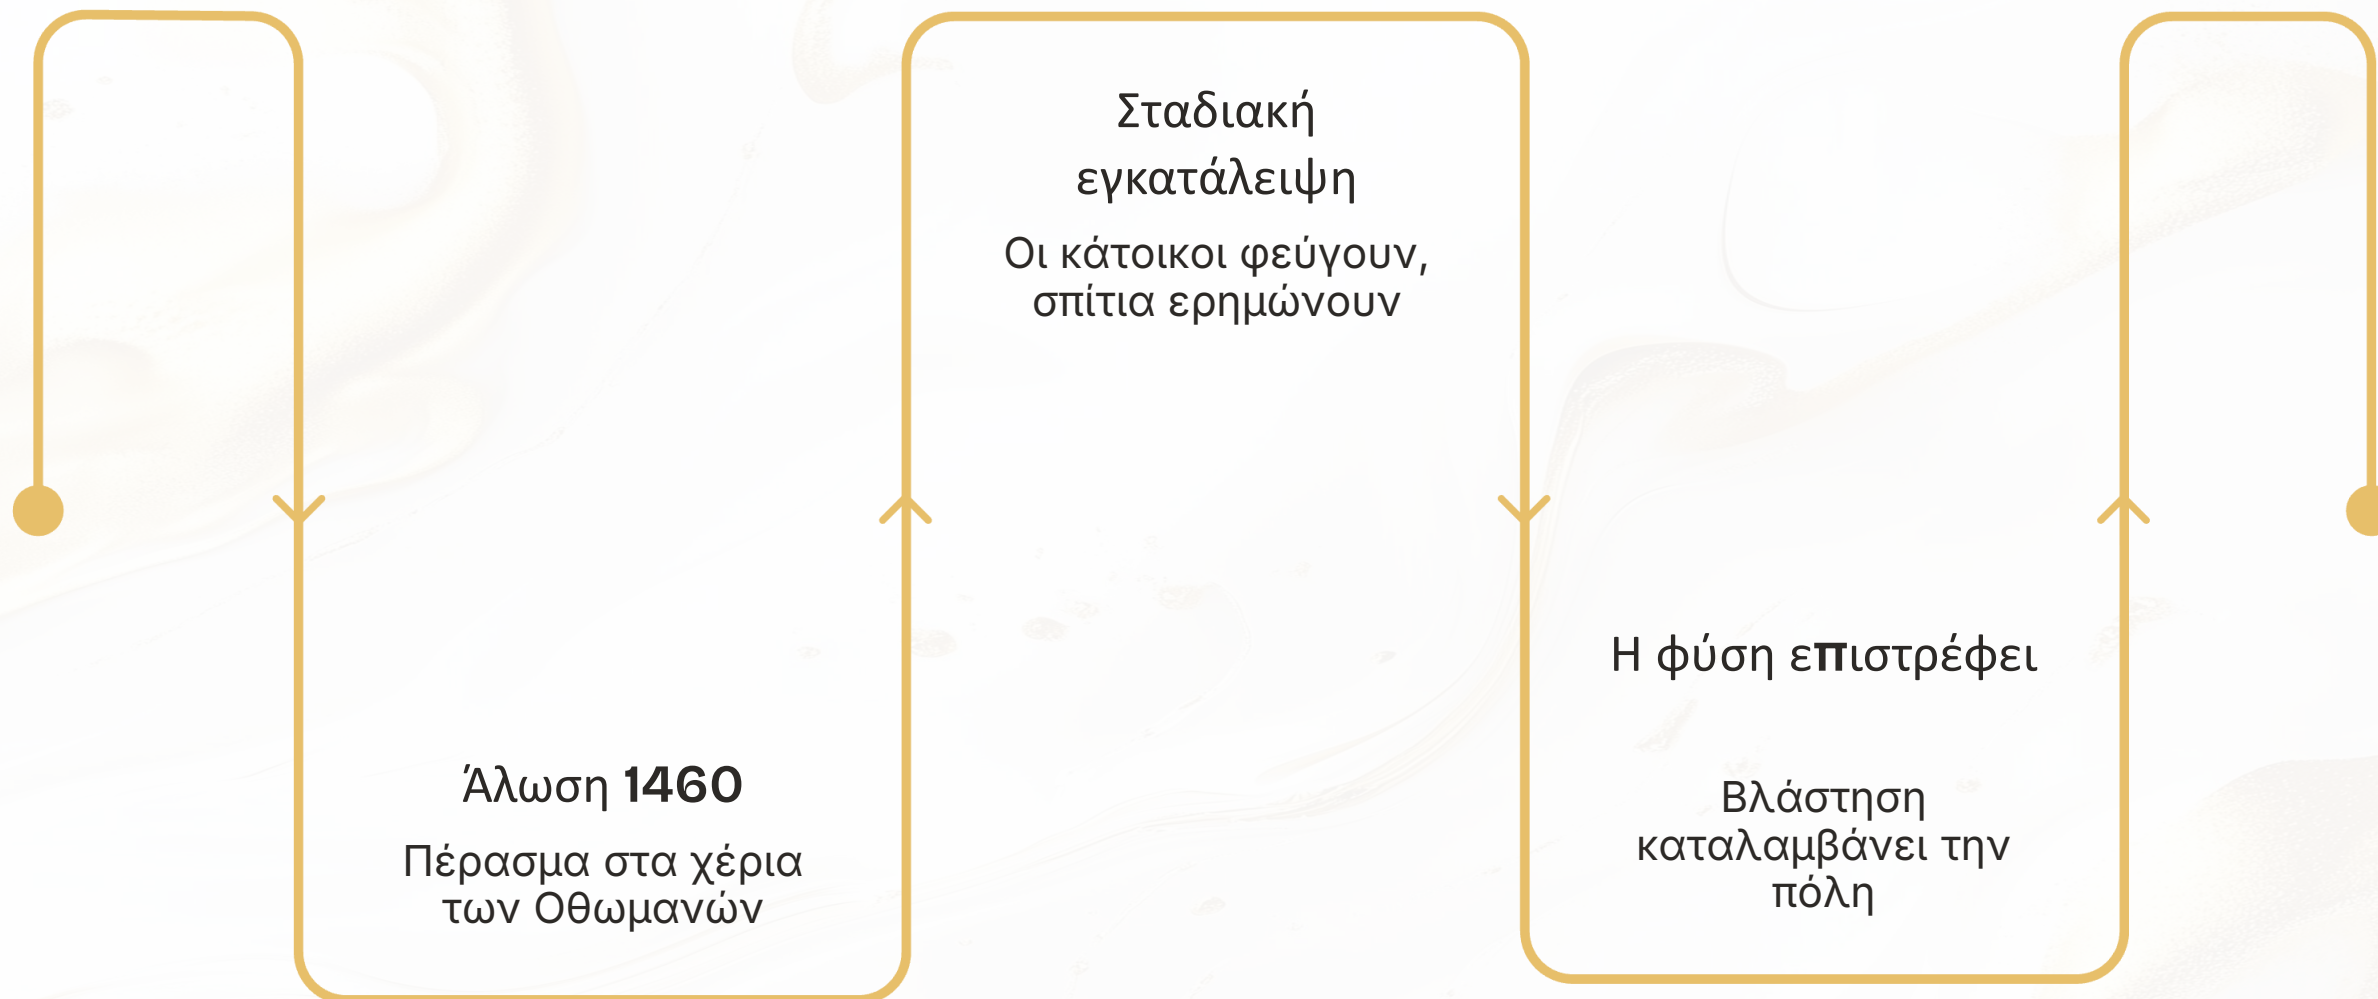 Άλωση 1460
Πέρασμα στα χέρια
των Οθωμανών
Σταδιακή
εγκατάλειψη
Οι κάτοικοι φεύγουν,
σπίτια ερημώνουν
Η φύση επιστρέφει
Βλάστηση
καταλαμβάνει την
πόλη